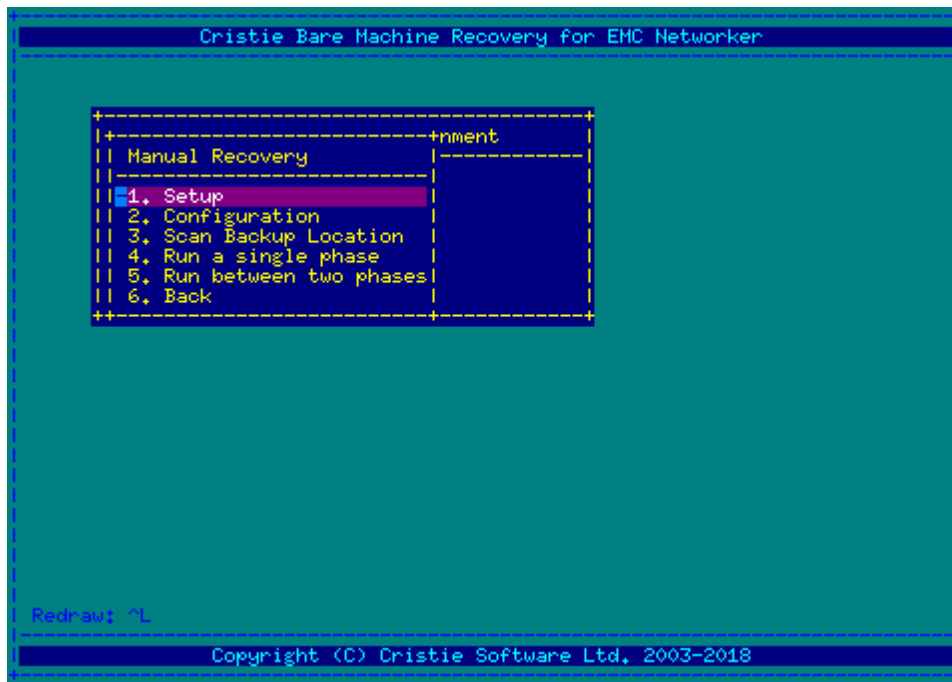 Cristie Bare Machine Recovery for EMC Networker
nment
Manual Recovery
1. Setup
2. Configuration
3. Scan Backup Location
4. Run a single phase
5. Run between two phases
6. Back
Redraw: ^L
Copyright (C) Cristie Software Ltd. 2003-2018